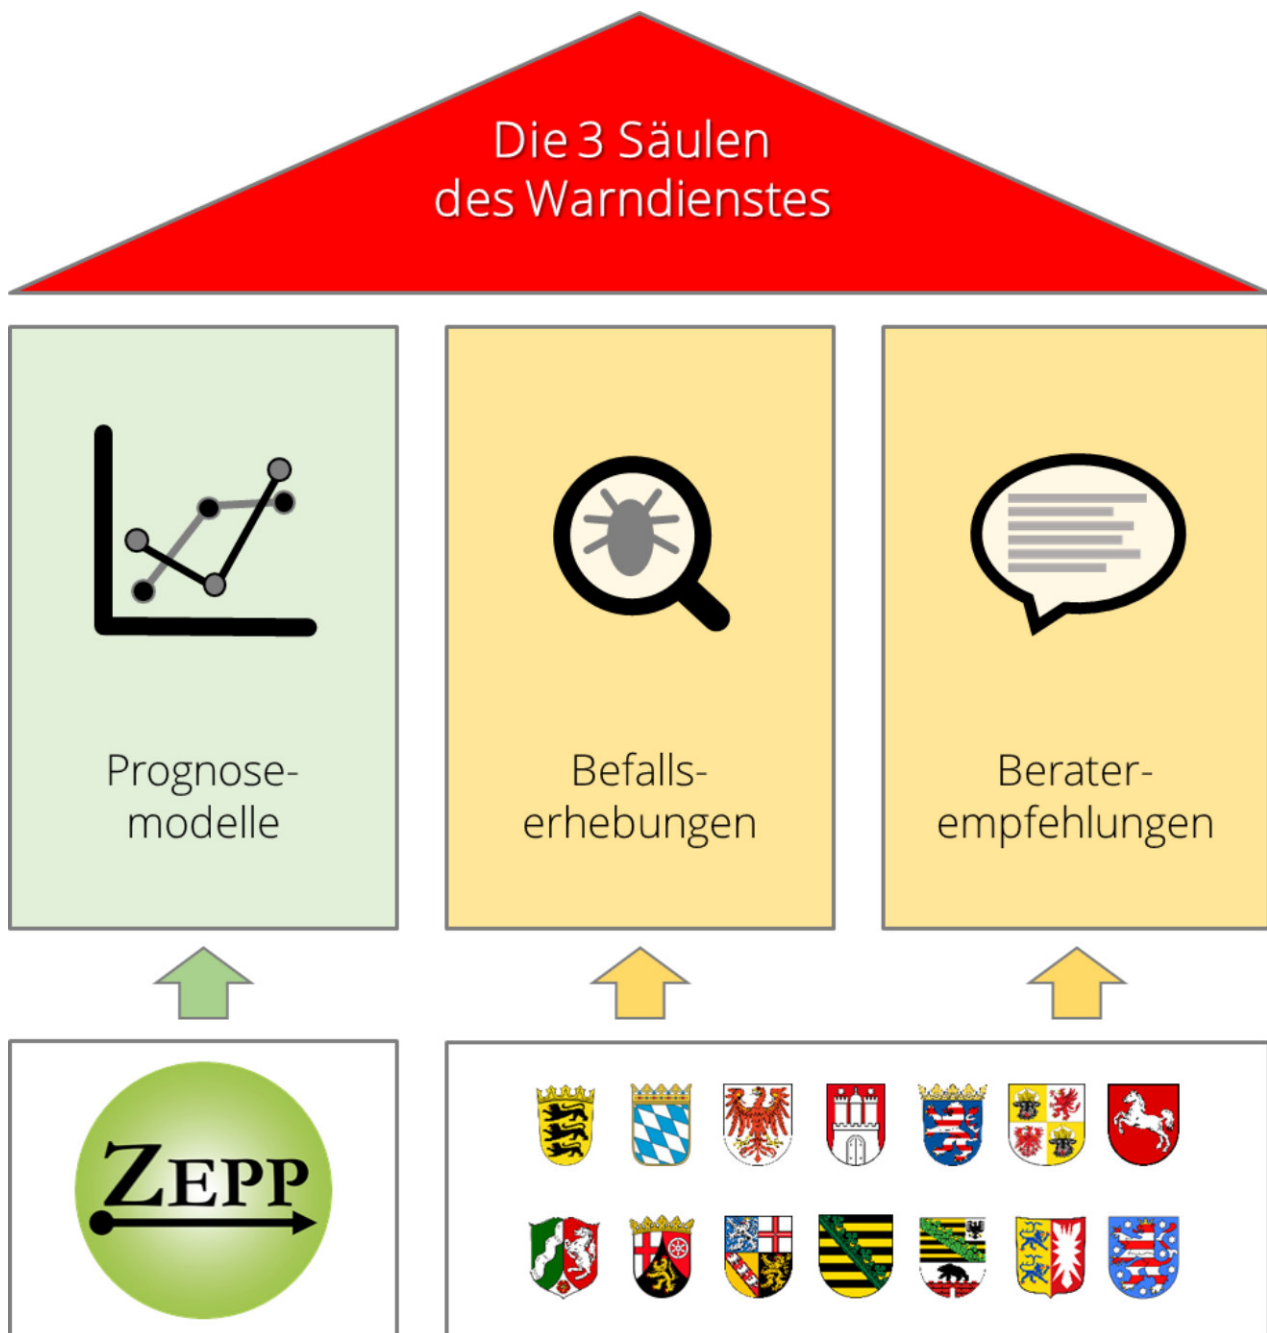 Die 3 Säulen
des Warndienstes
Prognose-
modelle
Befalls-
erhebungen
Berater-
empfehlungen
ZEPP